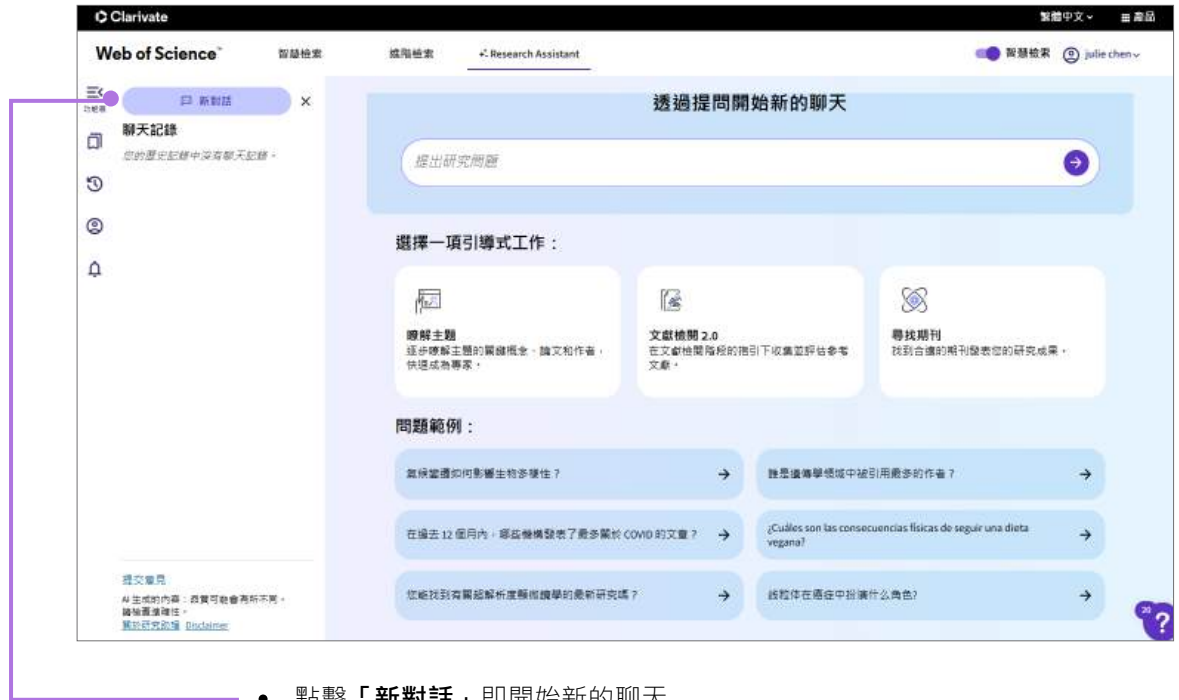 Clarivate
繁體中文
產品
Web of Science™
智慧檢索
進階檢索
Research Assistant
智慧檢索
julie chen
功能表
新對話
聊天記錄
您的歷史記錄中沒有聊天記錄。
透過提問開始新的聊天
提出研究問題
選擇一項引導式工作：
瞭解主題
逐步瞭解主題的關鍵概念、論文和作者，
快速成為專家。
文獻檢閱 2.0
在文獻檢閱階段的指引下收集並評估參考
文獻。
尋找期刊
找到合適的期刊發表您的研究成果。
問題範例：
氣候變遷如何影響生物多樣性？
誰是遺傳學領域中被引用最多的作者？
在過去 12 個月內，哪些機構發表了最多關於 COVID 的文章？
¿Cuáles son las consecuencias físicas de seguir una dieta
vegana?
您能找到有關超解析度顯微鏡學的最新研究嗎？
线粒体在癌症中扮演什么角色?
提交意見
AI 生成的內容：品質可能會有所不同。
請檢查準確性。
關於研究助理 Disclaimer
20
?
• 點擊「新對話」即開始新的聊天